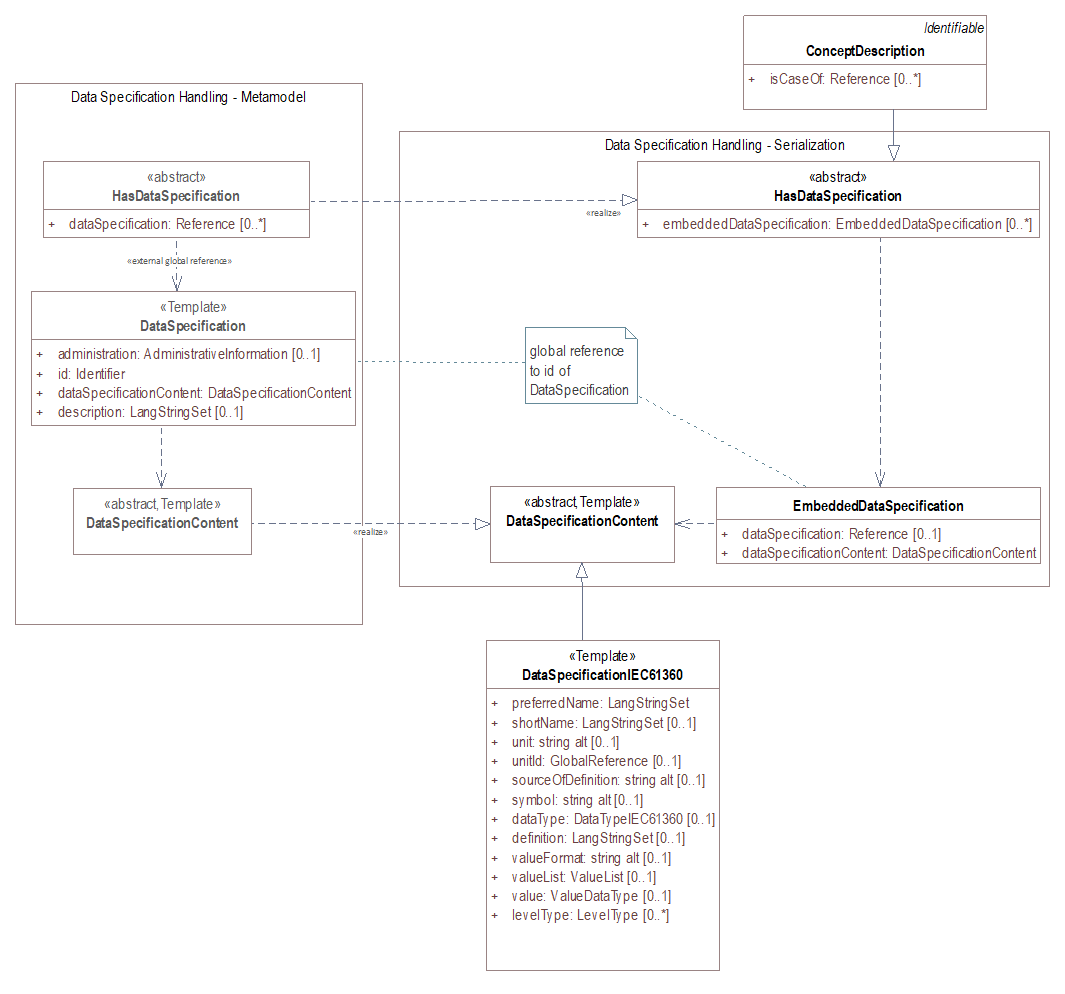 Identifiable
ConceptDescription
+ isCaseOf: Reference [0..*]
Data Specification Handling - Metamodel
«abstract»
HasDataSpecification
+ dataSpecification: Reference [0..*]
«external global reference»
«Template»
DataSpecification
+ administration: AdministrativeInformation [0..1]
+ id: Identifier
+ dataSpecificationContent: DataSpecificationContent
+ description: LangStringSet [0..1]
«abstract,Template»
DataSpecificationContent
«realize»
«realize»
Data Specification Handling - Serialization
«abstract»
HasDataSpecification
+ embeddedDataSpecification: EmbeddedDataSpecification [0..*]
global reference
to id of
DataSpecification
«abstract,Template»
DataSpecificationContent
EmbeddedDataSpecification
+ dataSpecification: Reference [0..1]
+ dataSpecificationContent: DataSpecificationContent
«Template»
DataSpecificationIEC61360
+ preferredName: LangStringSet
+ shortName: LangStringSet [0..1]
+ unit: string alt [0..1]
+ unitId: GlobalReference [0..1]
+ sourceOfDefinition: string alt [0..1]
+ symbol: string alt [0..1]
+ dataType: DataTypeIEC61360 [0..1]
+ definition: LangStringSet [0..1]
+ valueFormat: string alt [0..1]
+ valueList: ValueList [0..1]
+ value: ValueDataType [0..1]
+ levelType: LevelType [0..*]